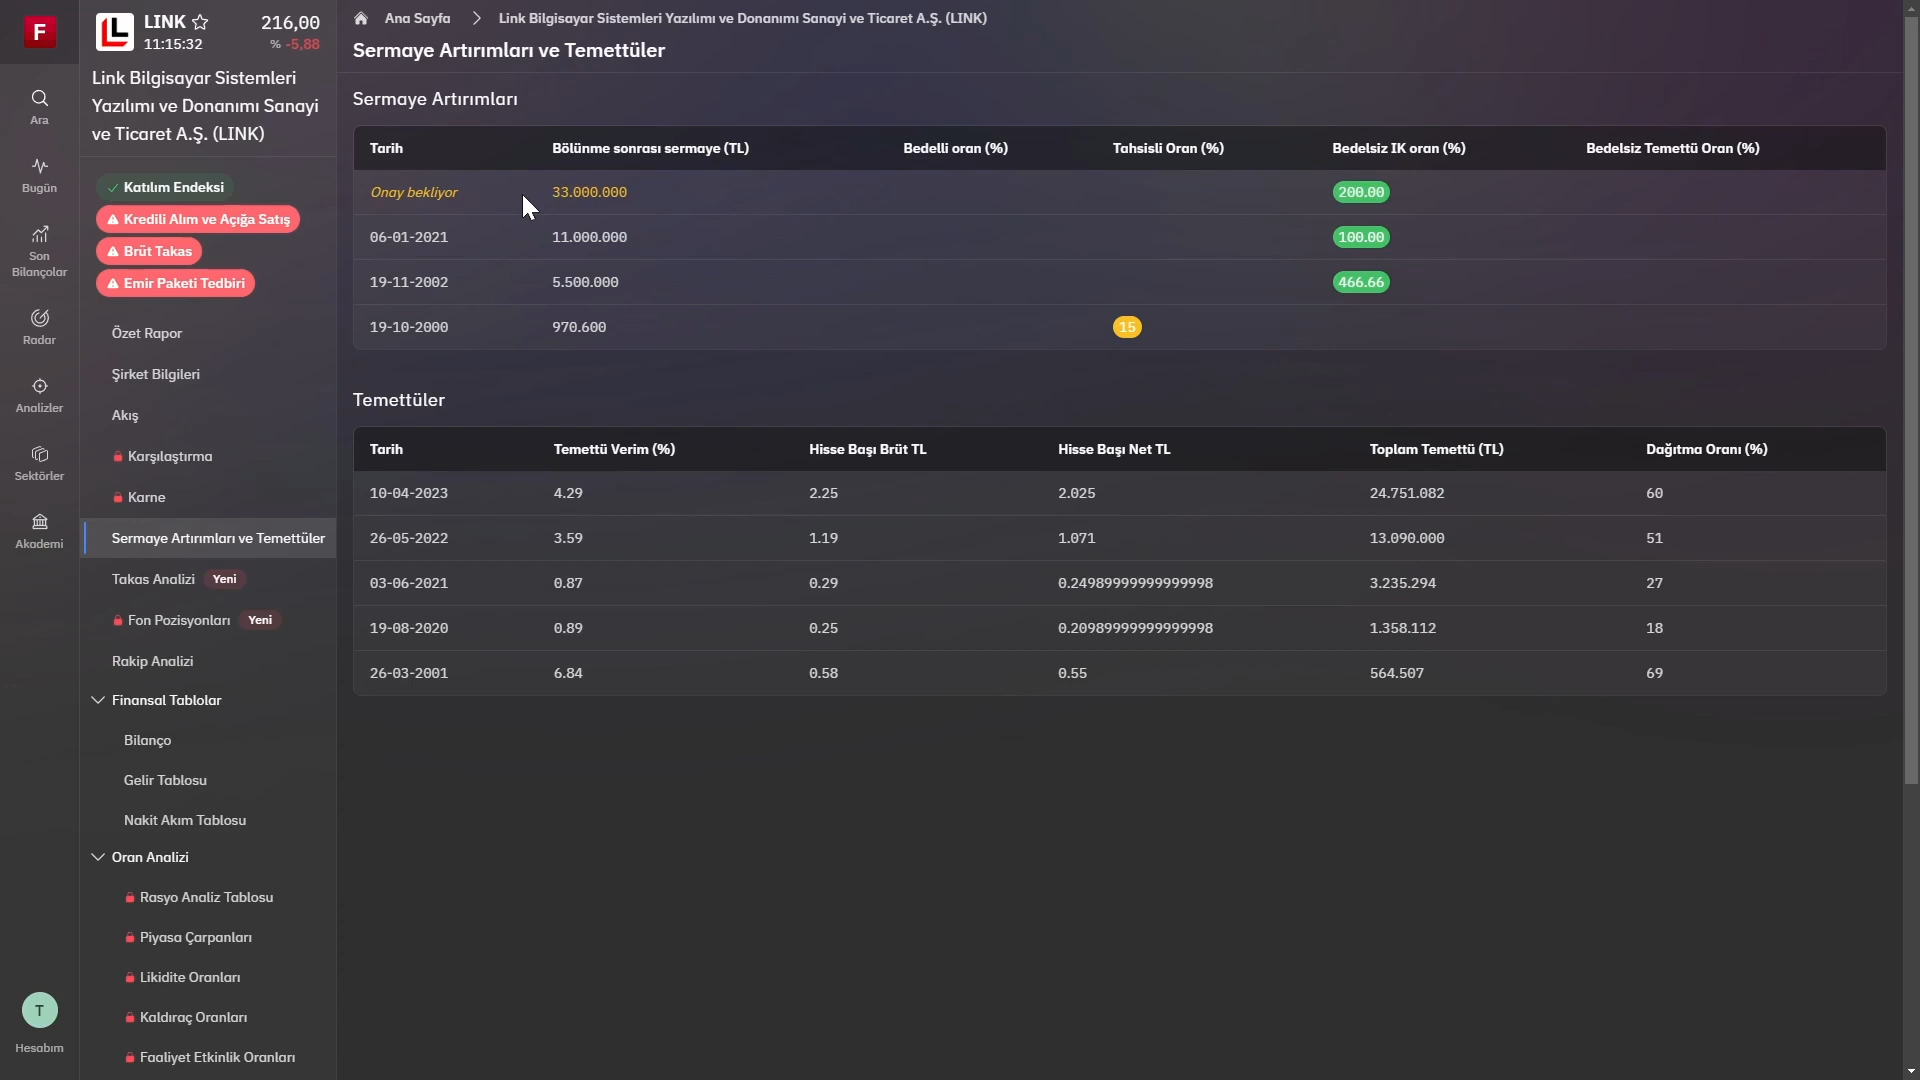 F
Ara
Bugün
Son
Bilançolar
Radar
Analizler
Sektörler
Akademi
T
Hesabım
LINK 216,00
11:15:32 % -5,88
Link Bilgisayar Sistemleri
Yazılımı ve Donanımı Sanayi
ve Ticaret A.Ş. (LINK)
Katılım Endeksi
Kredili Alım ve Açığa Satış
Brüt Takas
Emir Paketi Tedbiri
Özet Rapor
Şirket Bilgileri
Akış
Karşılaştırma
Karne
Sermaye Artırımları ve Temettüler
Takas Analizi Yeni
Fon Pozisyonları Yeni
Rakip Analizi
Finansal Tablolar
Bilanço
Gelir Tablosu
Nakit Akım Tablosu
Oran Analizi
Rasyo Analiz Tablosu
Piyasa Çarpanları
Likidite Oranları
Kaldıraç Oranları
Faaliyet Etkinlik Oranları
Ana Sayfa Link Bilgisayar Sistemleri Yazılımı ve Donanımı Sanayi ve Ticaret A.Ş. (LINK)
Sermaye Artırımları ve Temettüler
Sermaye Artırımları
Tarih Bölünme sonrası sermaye (TL) Bedelli oran (%) Tahsisli Oran (%) Bedelsiz IK oran (%) Bedelsiz Temettü Oran (%)
Onay bekliyor 33.000.000 200.00
06-01-2021 11.000.000 100.00
19-11-2002 5.500.000 466.66
19-10-2000 970.600 15
Temettüler
Tarih Temettü Verim (%) Hisse Başı Brüt TL Hisse Başı Net TL Toplam Temettü (TL) Dağıtma Oranı (%)
10-04-2023 4.29 2.25 2.025 24.751.082 60
26-05-2022 3.59 1.19 1.071 13.090.000 51
03-06-2021 0.87 0.29 0.24989999999999998 3.235.294 27
19-08-2020 0.89 0.25 0.20989999999999998 1.358.112 18
26-03-2001 6.84 0.58 0.55 564.507 69